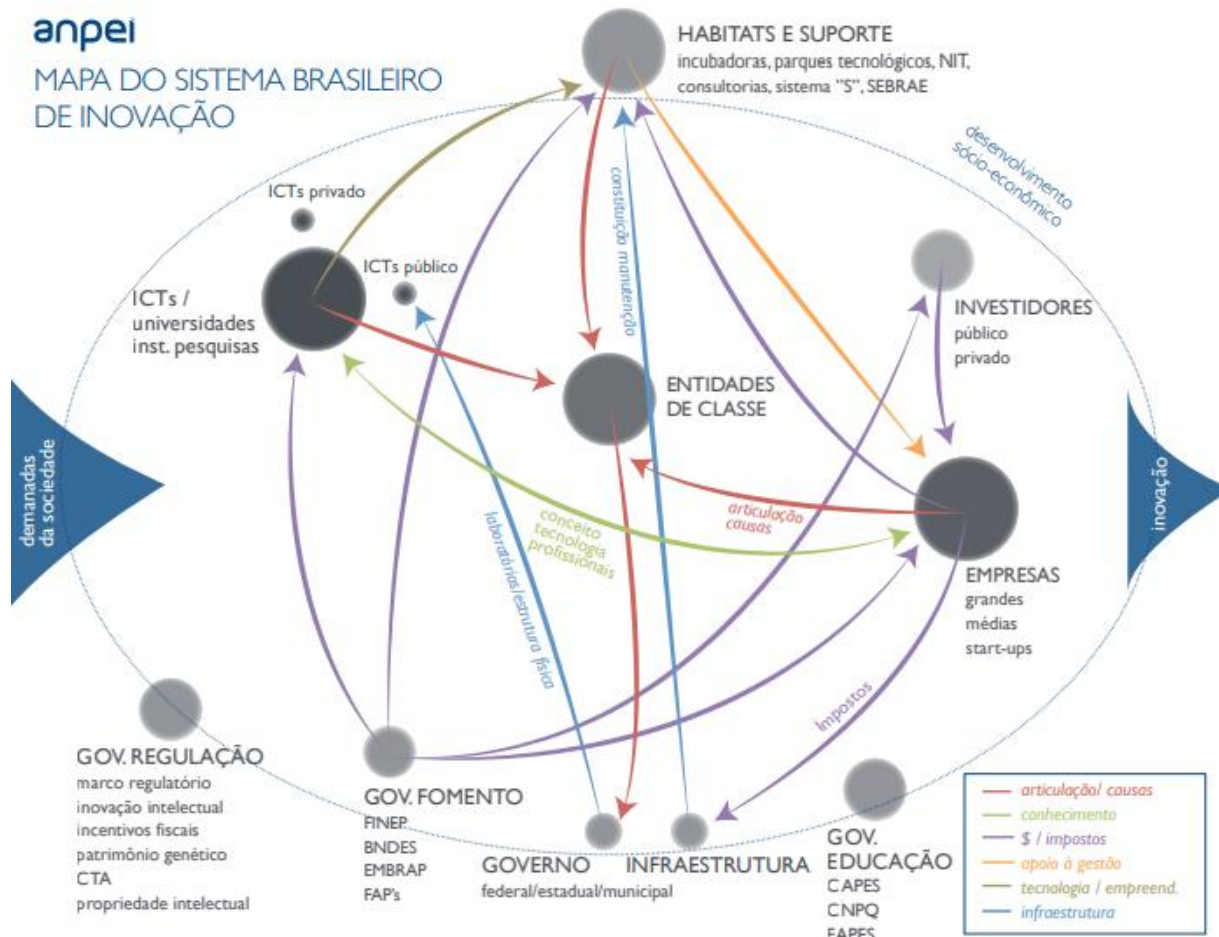 anpei
MAPA DO SISTEMA BRASILEIRO
DE INOVAÇÃO
HABITATS E SUPORTE
incubadoras, parques tecnológicos, NIT,
consultorias, sistema "S", SEBRAE
desenvolvimento
sócio-econômico
ICTs privado
ICTs público
ICTs /
universidades
inst. pesquisas
constituição manutenção
INVESTIDORES
público
privado
ENTIDADES
DE CLASSE
demanadas
da sociedade
inovação
articulação
causas
conceito
tecnologia
profissionais
laboratórios/estrutura física
EMPRESAS
grandes
médias
start-ups
Impostos
GOV. REGULAÇÃO
marco regulatório
inovação intelectual
incentivos fiscais
patrimônio genético
CTA
propriedade intelectual
GOV. FOMENTO
FINEP
BNDES
EMBRAP
FAP's
GOVERNO
federal/estadual/municipal
INFRAESTRUTURA
GOV.
EDUCAÇÃO
CAPES
CNPQ
FAPES
articulação/ causas
conhecimento
$ / impostos
apoio à gestão
tecnologia / empreend.
infraestrutura